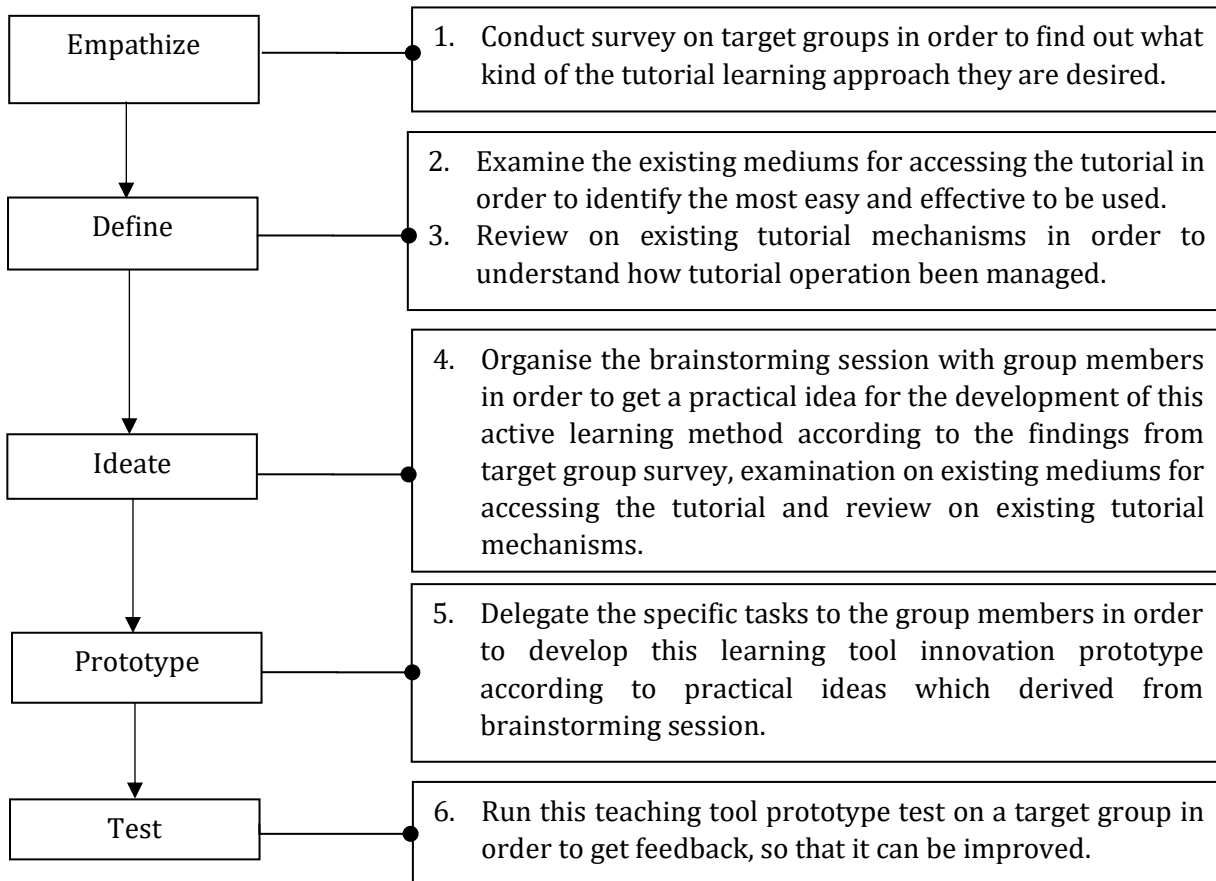 Empathize
1. Conduct survey on target groups in order to find out what
kind of the tutorial learning approach they are desired.
Define
2. Examine the existing mediums for accessing the tutorial in
order to identify the most easy and effective to be used.
3. Review on existing tutorial mechanisms in order to
understand how tutorial operation been managed.
Ideate
4. Organise the brainstorming session with group members
in order to get a practical idea for the development of this
active learning method according to the findings from
target group survey, examination on existing mediums for
accessing the tutorial and review on existing tutorial
mechanisms.
Prototype
5. Delegate the specific tasks to the group members in order
to develop this learning tool innovation prototype
according to practical ideas which derived from
brainstorming session.
Test
6. Run this teaching tool prototype test on a target group in
order to get feedback, so that it can be improved.